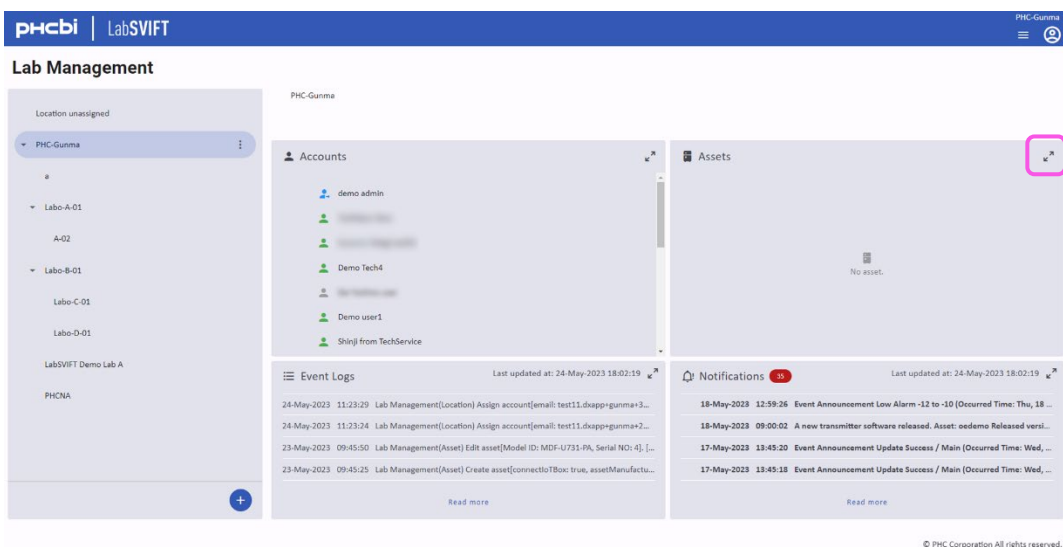 PHCbi | LabSVIFT
PHC-Gunma
Lab Management
Location unassigned
PHC-Gunma
a
Labo-A-01
A-02
Labo-B-01
Labo-C-01
Labo-D-01
LabSVIFT Demo Lab A
PHCNA
PHC-Gunma
Accounts
demo admin
Demo Tech4
Demo user1
Shinji from TechService
Assets
No asset.
Event Logs
Last updated at: 24-May-2023 18:02:19
24-May-2023 11:23:29 Lab Management(Location) Assign account[email: test11.dxapp+gunma+3...
24-May-2023 11:23:24 Lab Management(Location) Assign account[email: test11.dxapp+gunma+2...
23-May-2023 09:45:50 Lab Management(Asset) Edit asset[Model ID: MDF-U731-PA, Serial NO: 4]. [...
23-May-2023 09:45:25 Lab Management(Asset) Create asset[connectIoTBox: true, assetManufactu...
Read more
Notifications 35
Last updated at: 24-May-2023 18:02:19
18-May-2023 12:59:26 Event Announcement Low Alarm -12 to -10 (Occurred Time: Thu, 18 ...
18-May-2023 09:00:02 A new transmitter software released. Asset: oedemo Released versi...
17-May-2023 13:45:20 Event Announcement Update Success / Main (Occurred Time: Wed, ...
17-May-2023 13:45:18 Event Announcement Update Success / Main (Occurred Time: Wed, ...
Read more
© PHC Corporation All rights reserved.